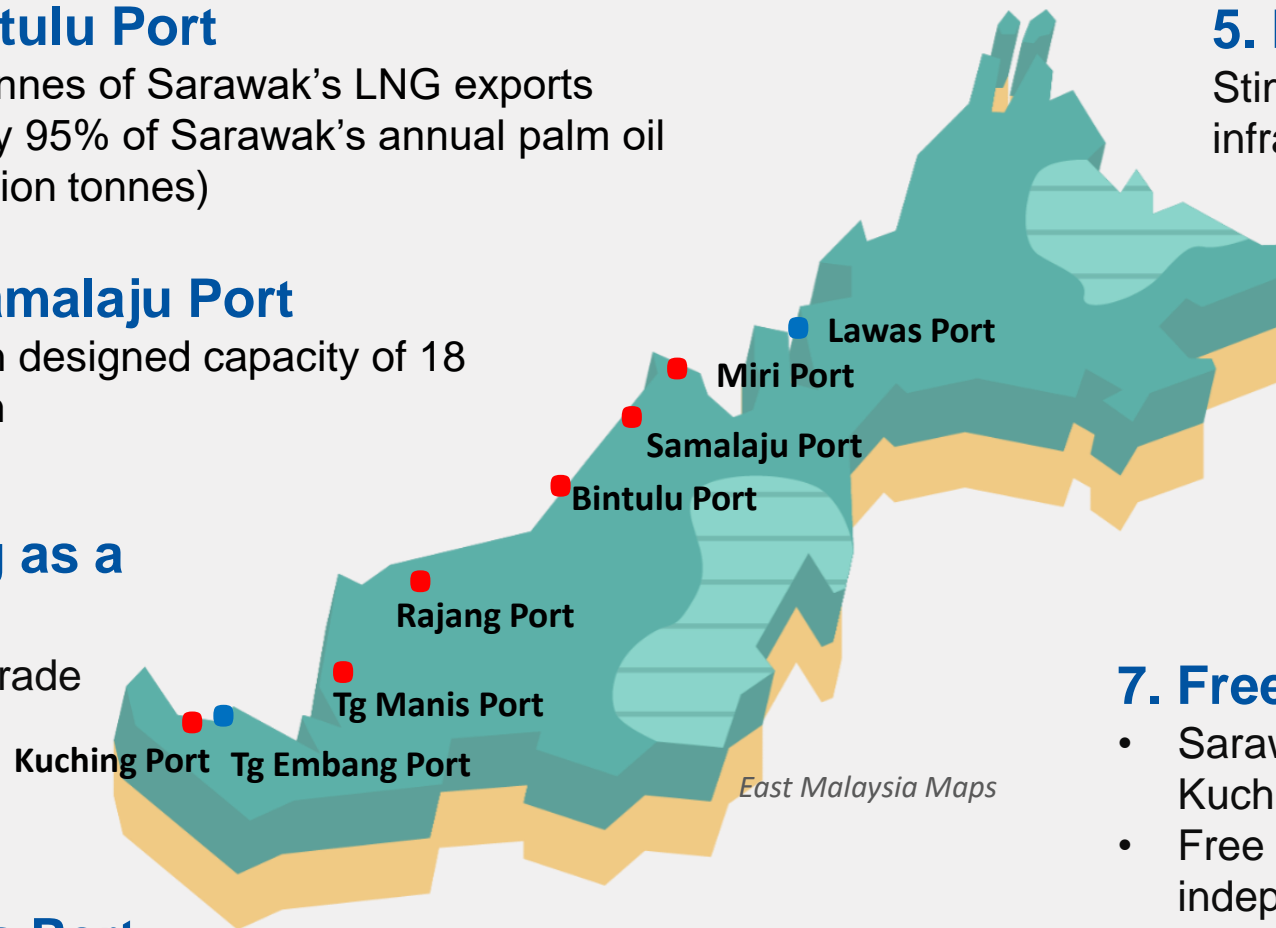 tulu Port
nnes of Sarawak's LNG exports
y 95% of Sarawak's annual palm oil
ion tonnes)
amalaju Port
n designed capacity of 18
n
g as a
rade
5. 
Stin
infra
Lawas Port
Miri Port
Samalaju Port
Bintulu Port
Rajang Port
Tg Manis Port
Kuching Port
Tg Embang Port
East Malaysia Maps
7. Free
• Saraw
Kuch
• Free
indep